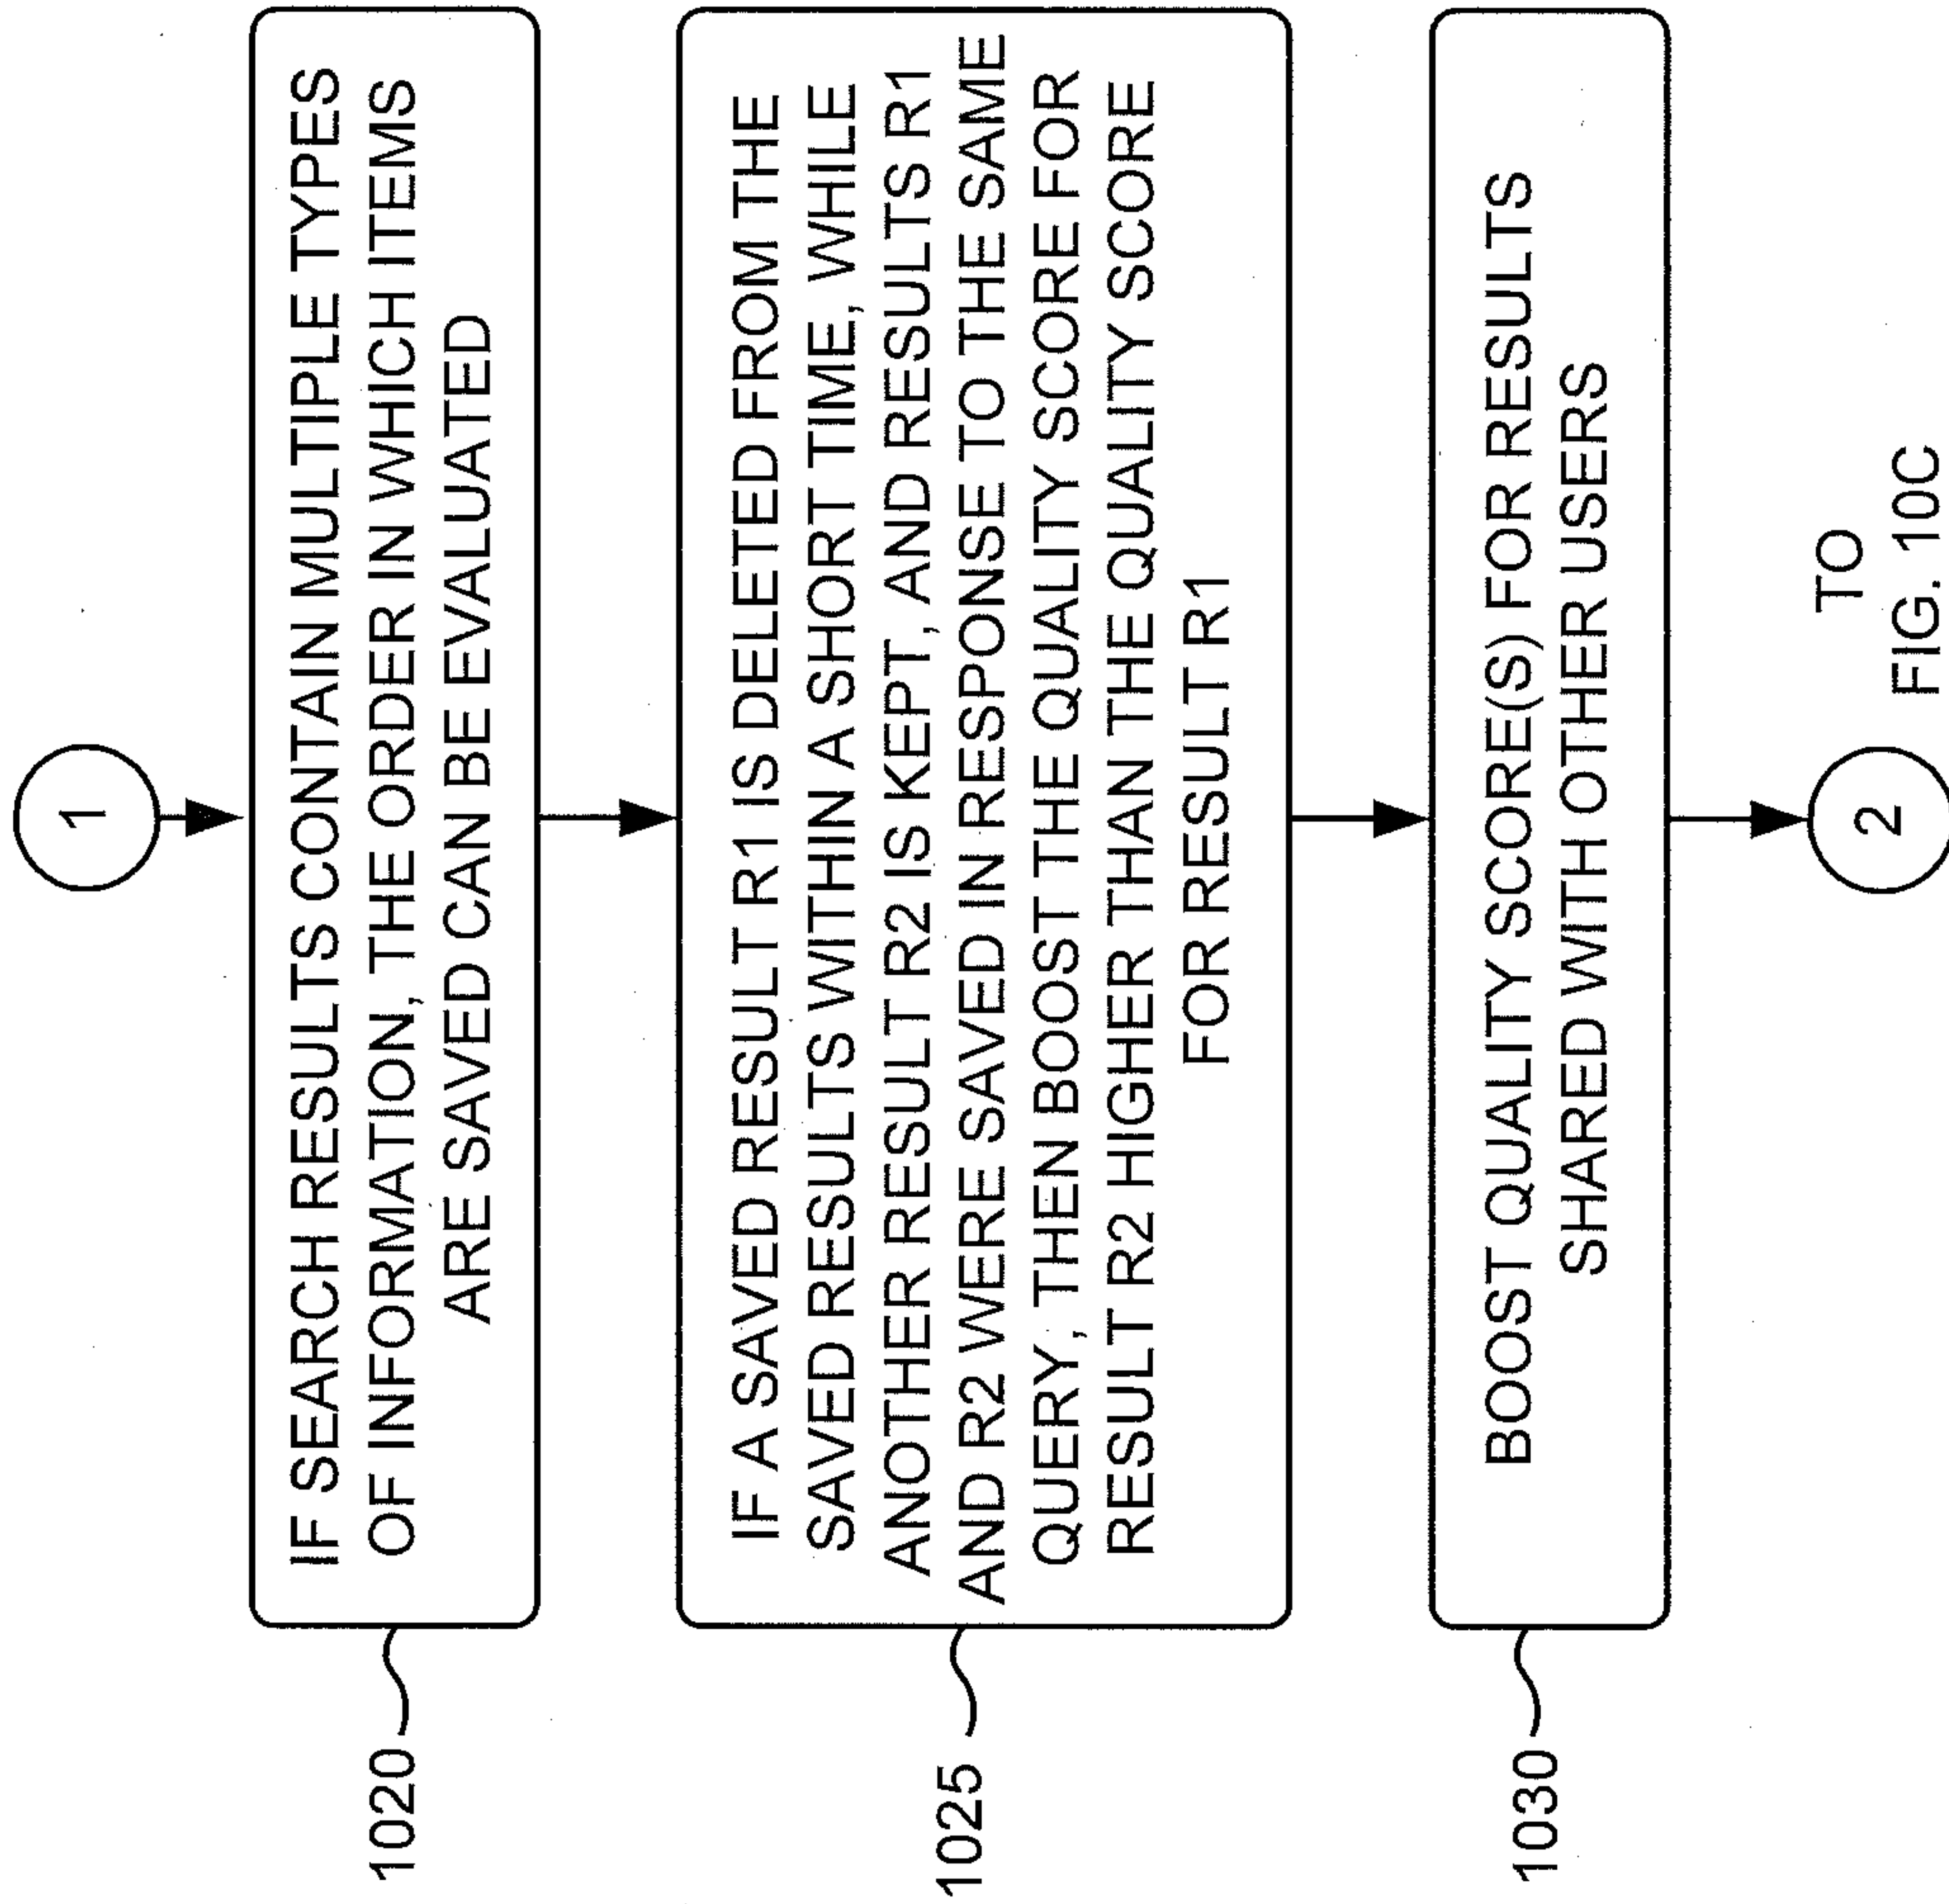 1
1020
IF SEARCH RESULTS CONTAIN MULTIPLE TYPES
OF INFORMATION, THE ORDER IN WHICH ITEMS
ARE SAVED CAN BE EVALUATED
1025
IF A SAVED RESULT R1 IS DELETED FROM THE
SAVED RESULTS WITHIN A SHORT TIME, WHILE
ANOTHER RESULT R2 IS KEPT, AND RESULTS R1
AND R2 WERE SAVED IN RESPONSE TO THE SAME
QUERY, THEN BOOST THE QUALITY SCORE FOR
RESULT R2 HIGHER THAN THE QUALITY SCORE
FOR RESULT R1
1030
BOOST QUALITY SCORE(S) FOR RESULTS
SHARED WITH OTHER USERS
2
TO
FIG. 10C